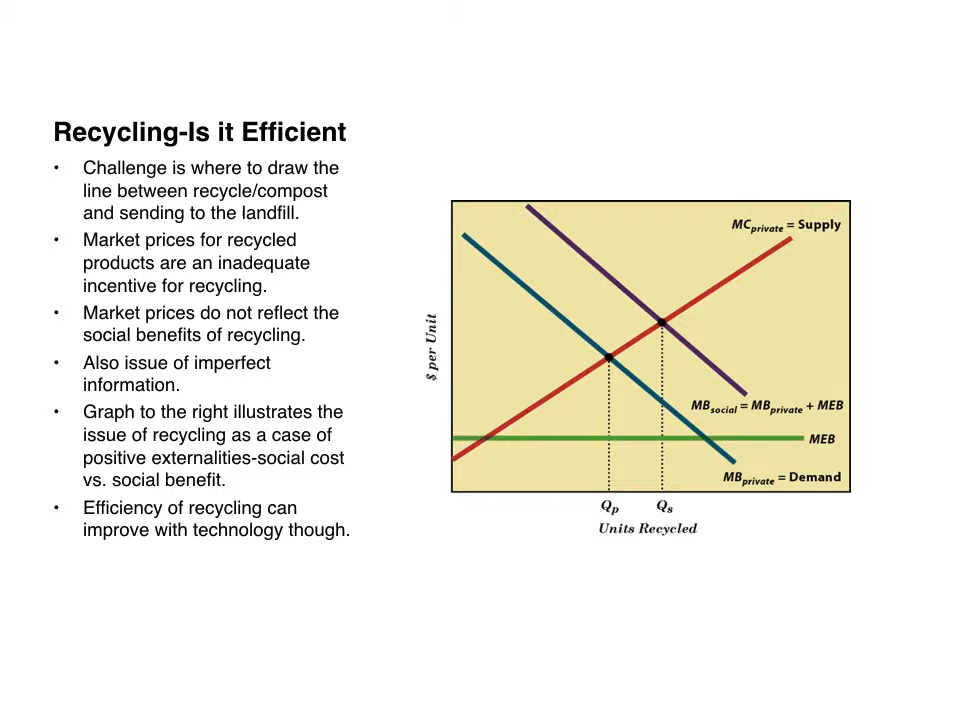 Recycling-Is it Efficient
• Challenge is where to draw the
line between recycle/compost
and sending to the landfill.
• Market prices for recycled
products are an inadequate
incentive for recycling.
• Market prices do not reflect the
social benefits of recycling.
• Also issue of imperfect
information.
• Graph to the right illustrates the
issue of recycling as a case of
positive externalities-social cost
vs. social benefit.
• Efficiency of recycling can
improve with technology though.
$ per Unit
MCprivate = Supply
MBsocial = MBprivate + MEB
MEB
MBprivate = Demand
Qp Qs
Units Recycled